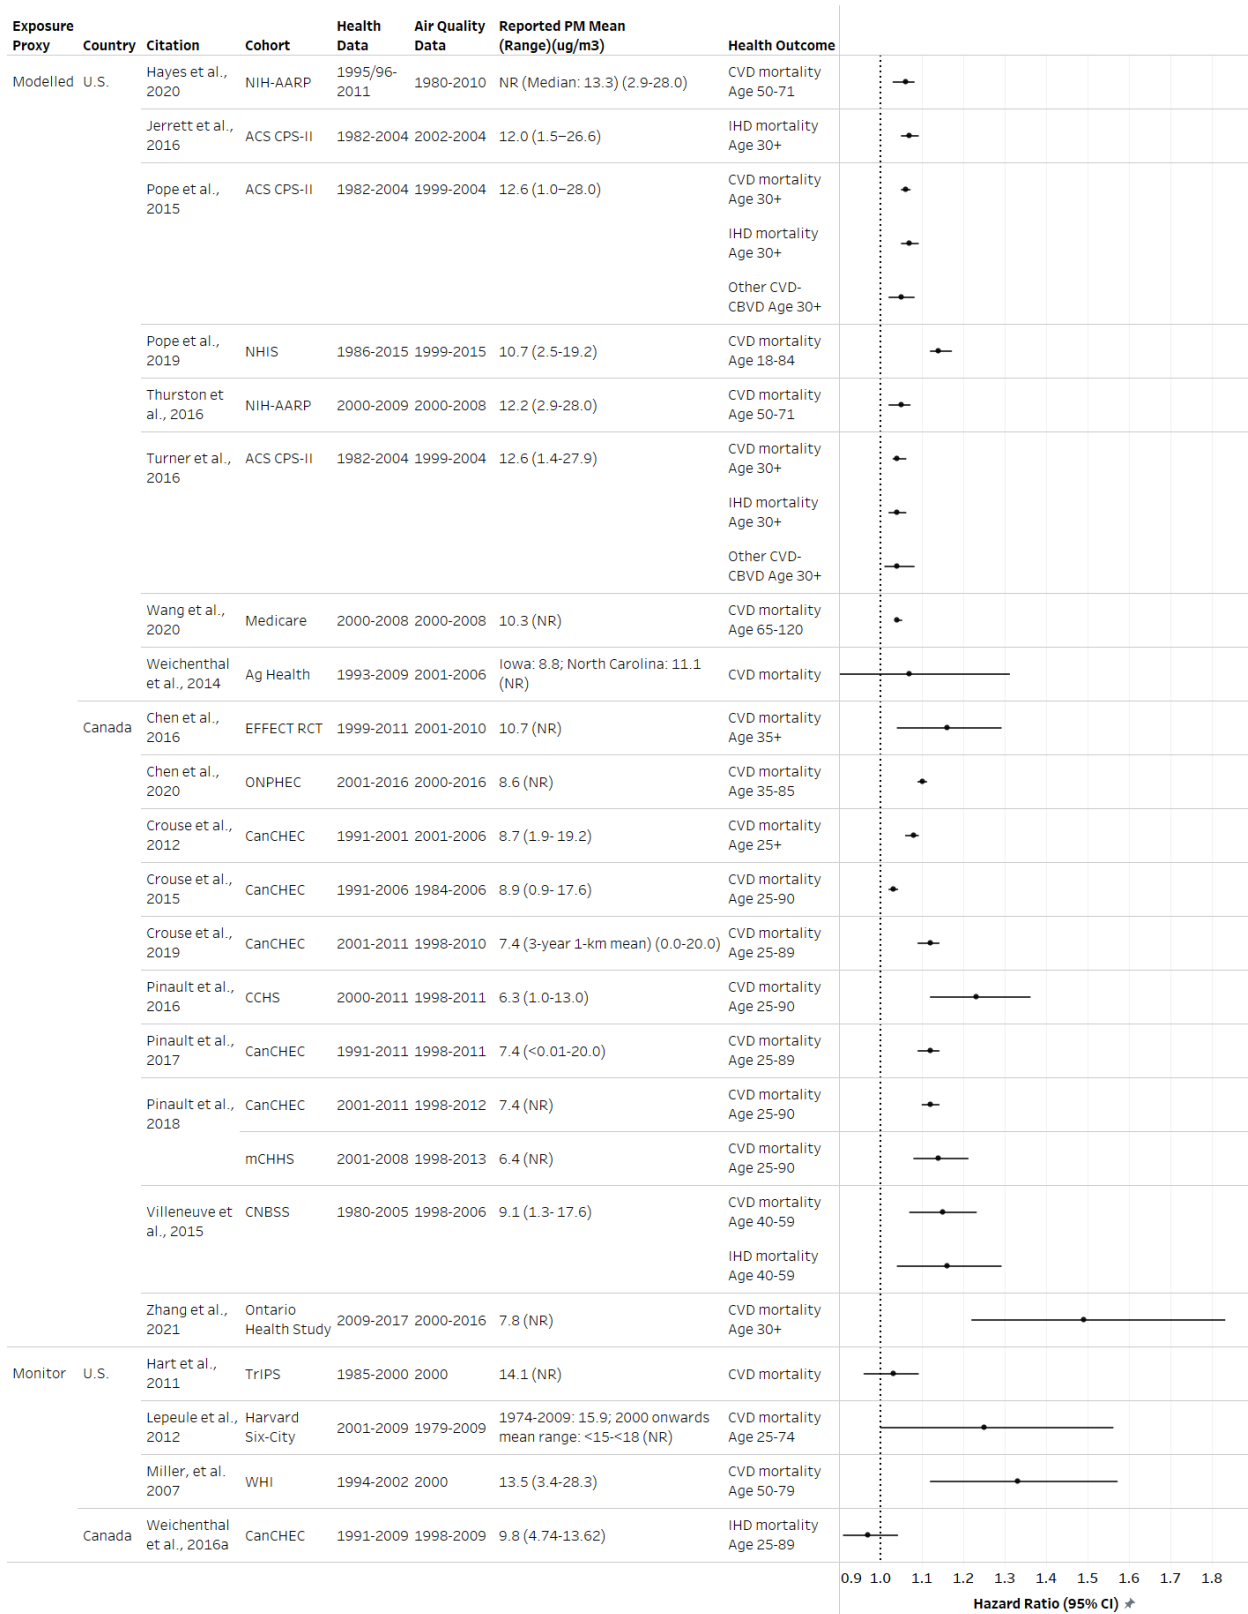 Exposure Proxy Country Citation Cohort Health Data Air Quality Data Reported PM Mean (Range)(ug/m3) Health Outcome
Modelled U.S. Hayes et al., 2020 NIH-AARP 1995/96-2011 1980-2010 NR (Median: 13.3) (2.9-28.0) CVD mortality Age 50-71
Jerrett et al., 2016 ACS CPS-II 1982-2004 2002-2004 12.0 (1.5–26.6) IHD mortality Age 30+
Pope et al., 2015 ACS CPS-II 1982-2004 1999-2004 12.6 (1.0–28.0) CVD mortality Age 30+
IHD mortality Age 30+
Other CVD-CBVD Age 30+
Pope et al., 2019 NHIS 1986-2015 1999-2015 10.7 (2.5-19.2) CVD mortality Age 18-84
Thurston et al., 2016 NIH-AARP 2000-2009 2000-2008 12.2 (2.9-28.0) CVD mortality Age 50-71
Turner et al., 2016 ACS CPS-II 1982-2004 1999-2004 12.6 (1.4-27.9) CVD mortality Age 30+
IHD mortality Age 30+
Other CVD-CBVD Age 30+
Wang et al., 2020 Medicare 2000-2008 2000-2008 10.3 (NR) CVD mortality Age 65-120
Weichenthal et al., 2014 Ag Health 1993-2009 2001-2006 Iowa: 8.8; North Carolina: 11.1 (NR) CVD mortality
Canada Chen et al., 2016 EFFECT RCT 1999-2011 2001-2010 10.7 (NR) CVD mortality Age 35+
Chen et al., 2020 ONPHEC 2001-2016 2000-2016 8.6 (NR) CVD mortality Age 35-85
Crouse et al., 2012 CanCHEC 1991-2001 2001-2006 8.7 (1.9- 19.2) CVD mortality Age 25+
Crouse et al., 2015 CanCHEC 1991-2006 1984-2006 8.9 (0.9- 17.6) CVD mortality Age 25-90
Crouse et al., 2019 CanCHEC 2001-2011 1998-2010 7.4 (3-year 1-km mean) (0.0-20.0) CVD mortality Age 25-89
Pinault et al., 2016 CCHS 2000-2011 1998-2011 6.3 (1.0-13.0) CVD mortality Age 25-90
Pinault et al., 2017 CanCHEC 1991-2011 1998-2011 7.4 (<0.01-20.0) CVD mortality Age 25-89
Pinault et al., 2018 CanCHEC 2001-2011 1998-2012 7.4 (NR) CVD mortality Age 25-90
mCHHS 2001-2008 1998-2013 6.4 (NR) CVD mortality Age 25-90
Villeneuve et al., 2015 CNBSS 1980-2005 1998-2006 9.1 (1.3- 17.6) CVD mortality Age 40-59
IHD mortality Age 40-59
Zhang et al., 2021 Ontario Health Study 2009-2017 2000-2016 7.8 (NR) CVD mortality Age 30+
Monitor U.S. Hart et al., 2011 TrIPS 1985-2000 2000 14.1 (NR) CVD mortality
Lepeule et al., 2012 Harvard Six-City 2001-2009 1979-2009 1974-2009: 15.9; 2000 onwards mean range: <15-<18 (NR) CVD mortality Age 25-74
Miller, et al. 2007 WHI 1994-2002 2000 13.5 (3.4-28.3) CVD mortality Age 50-79
Canada Weichenthal et al., 2016a CanCHEC 1991-2009 1998-2009 9.8 (4.74-13.62) IHD mortality Age 25-89
0.9 1.0 1.1 1.2 1.3 1.4 1.5 1.6 1.7 1.8
Hazard Ratio (95% CI)